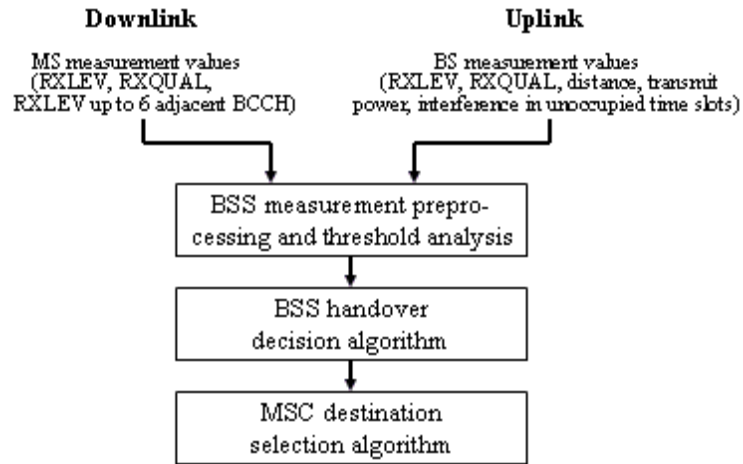 Downlink
Uplink
MS measurement values
(RXLEV, RXQUAL,
RXLEV up to 6 adjacent BCCH)
BS measurement values
(RXLEV, RXQUAL, distance, transmit
power, interference in unoccupied time slots)
BSS measurement prepro-
cessing and threshold analysis
BSS handover
decision algorithm
MSC destination
selection algorithm